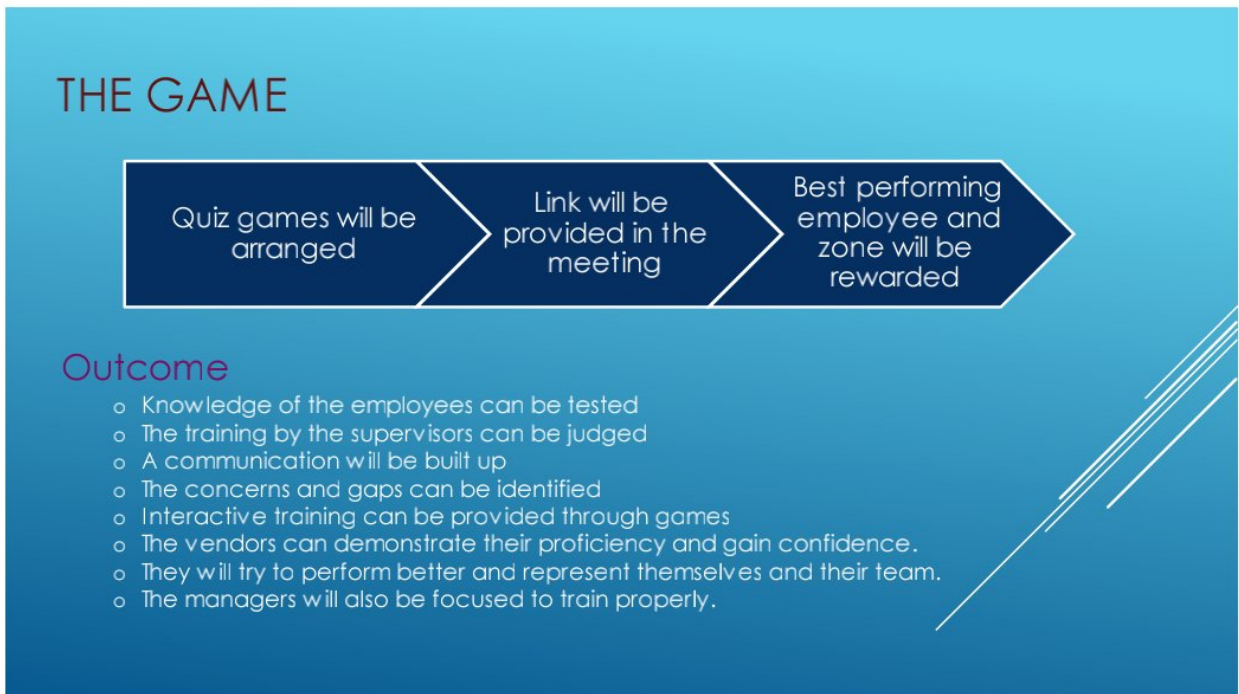 THE GAME
Quiz games will be
arranged
Link will be
provided in the
meeting
Best performing
employee and
zone will be
rewarded
Outcome
o Knowledge of the employees can be tested
o The training by the supervisors can be judged
o A communication will be built up
o The concerns and gaps can be identified
o Interactive training can be provided through games
o The vendors can demonstrate their proficiency and gain confidence.
o They will try to perform better and represent themselves and their team.
o The managers will also be focused to train properly.